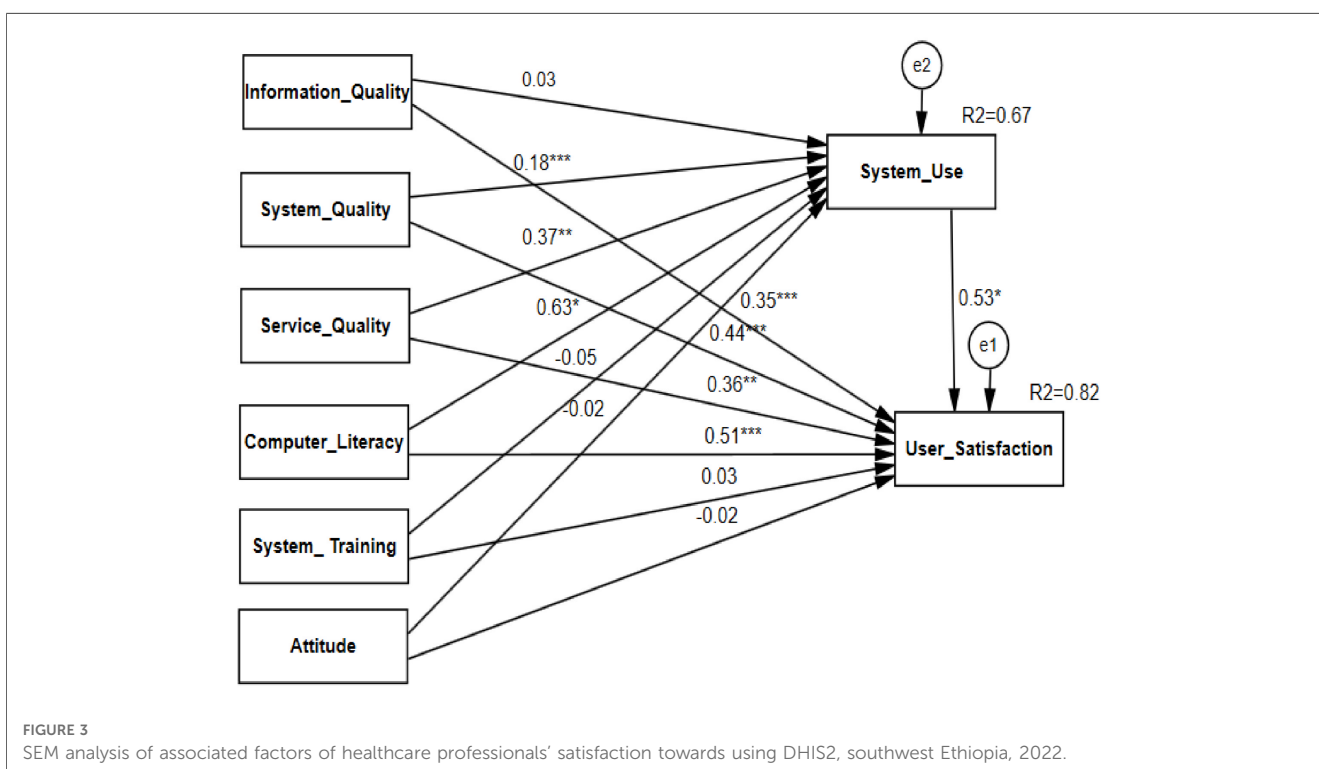 e2
0.03
R2=0.67
Information_Quality
System_Use
0.18***
System_Quality
0.37**
0.53*
Service_Quality
0.63*
0.35***
0.44***
e1
-0.05
0.36**
R2=0.82
-0.02
Computer_Literacy
0.51***
User_Satisfaction
0.03
System_ Training
-0.02
Attitude
FIGURE 3
SEM analysis of associated factors of healthcare professionals’ satisfaction towards using DHIS2, southwest Ethiopia, 2022.